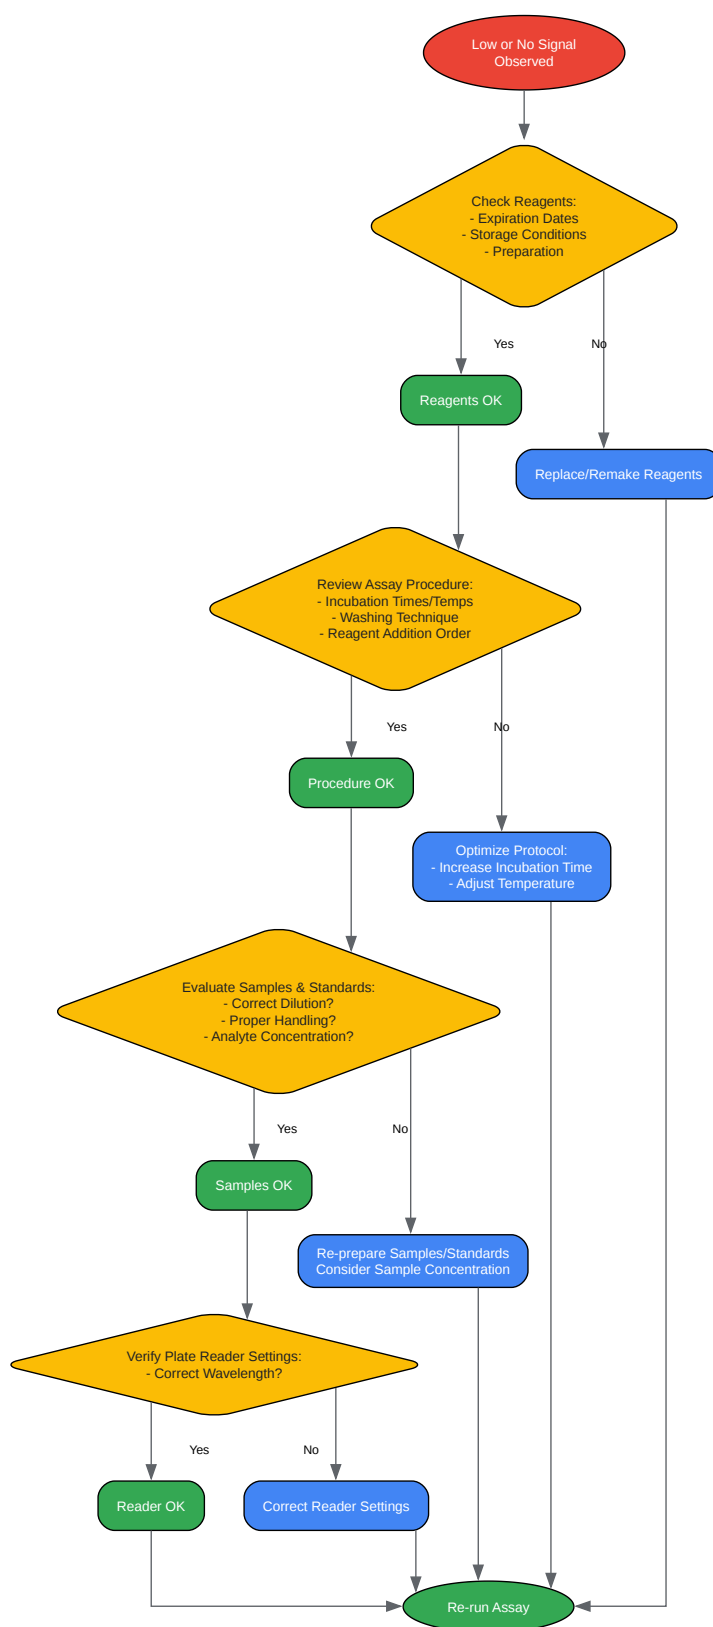 Low or No Signal
Observed
Check Reagents:
- Expiration Dates
- Storage Conditions
- Preparation
Yes
No
Reagents OK
Replace/Remake Reagents
Review Assay Procedure:
- Incubation Times/Temps
- Washing Technique
- Reagent Addition Order
Yes
No
Procedure OK
Optimize Protocol:
- Increase Incubation Time
- Adjust Temperature
Evaluate Samples & Standards:
- Correct Dilution?
- Proper Handling?
- Analyte Concentration?
Yes
No
Samples OK
Re-prepare Samples/Standards
Consider Sample Concentration
Verify Plate Reader Settings:
- Correct Wavelength?
Yes
No
Reader OK
Correct Reader Settings
Re-run Assay